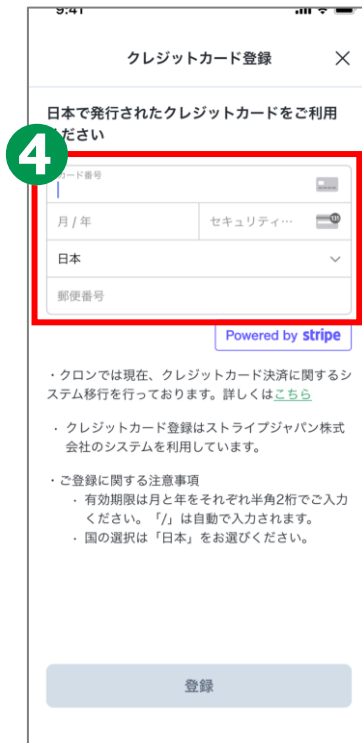 9:41
クレジットカード登録
日本で発行されたクレジットカードをご利用
ください
4
カード番号
月 / 年
セキュリティ…
日本
郵便番号
Powered by stripe
・クロンでは現在、クレジットカード決済に関するシ
ステム移行を行っております。詳しくはこちら
・クレジットカード登録はストライプジャパン株式
会社のシステムを利用しています。
・ご登録に関する注意事項
・有効期限は月と年をそれぞれ半角2桁でご入力
ください。「/」は自動で入力されます。
・国の選択は「日本」をお選びください。
登録